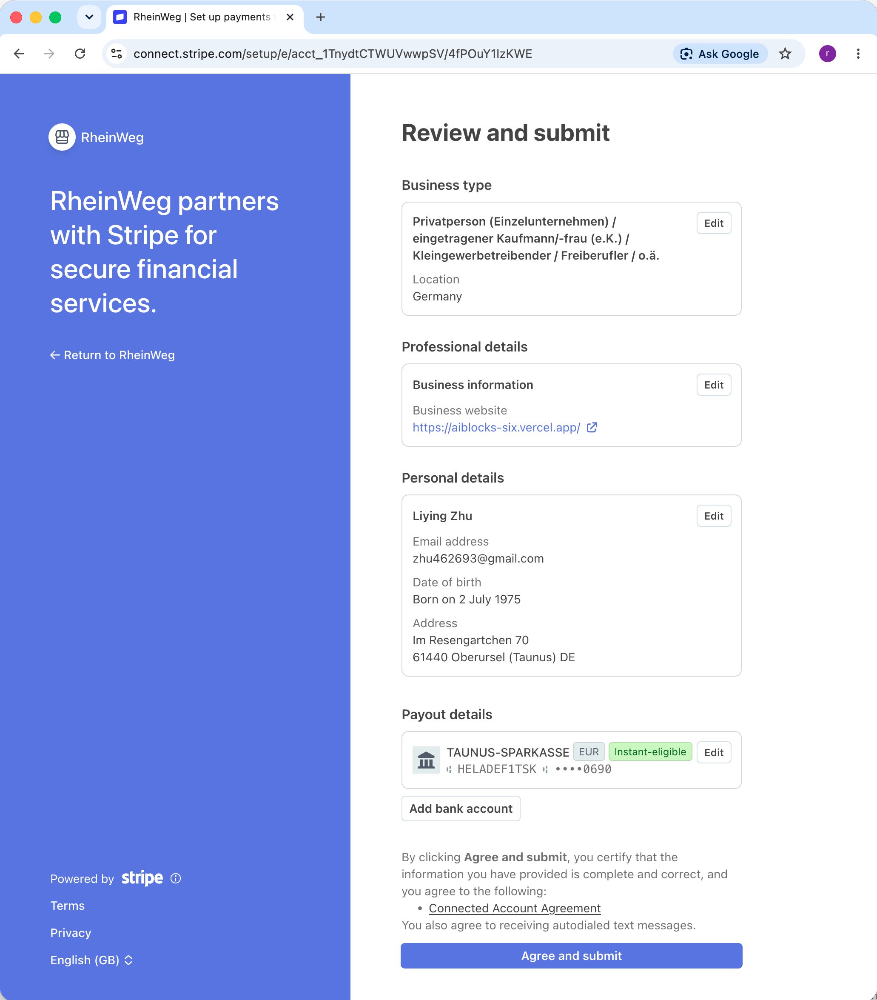 RheinWeg | Set up payments
connect.stripe.com/setup/e/acct_1TnydtCTWUVwwpSV/4fPOuY1IzKWE
Ask Google
r
RheinWeg
RheinWeg partners
with Stripe for
secure financial
services.
Return to RheinWeg
Powered by stripe
Terms
Privacy
English (GB)
Review and submit
Business type
Privatperson (Einzelunternehmen) /
eingetragener Kaufmann/-frau (e.K.) /
Kleingewerbetreibender / Freiberufler / o.ä.
Edit
Location
Germany
Professional details
Business information
Edit
Business website
https://aiblocks-six.vercel.app/
Personal details
Liying Zhu
Edit
Email address
zhu462693@gmail.com
Date of birth
Born on 2 July 1975
Address
Im Resengartchen 70
61440 Oberursel (Taunus) DE
Payout details
TAUNUS-SPARKASSE EUR Instant-eligible Edit
⑆ HELADEF1TSK ⑆ ••••0690
Add bank account
By clicking Agree and submit, you certify that the
information you have provided is complete and correct, and
you agree to the following:
• Connected Account Agreement
You also agree to receiving autodialed text messages.
Agree and submit